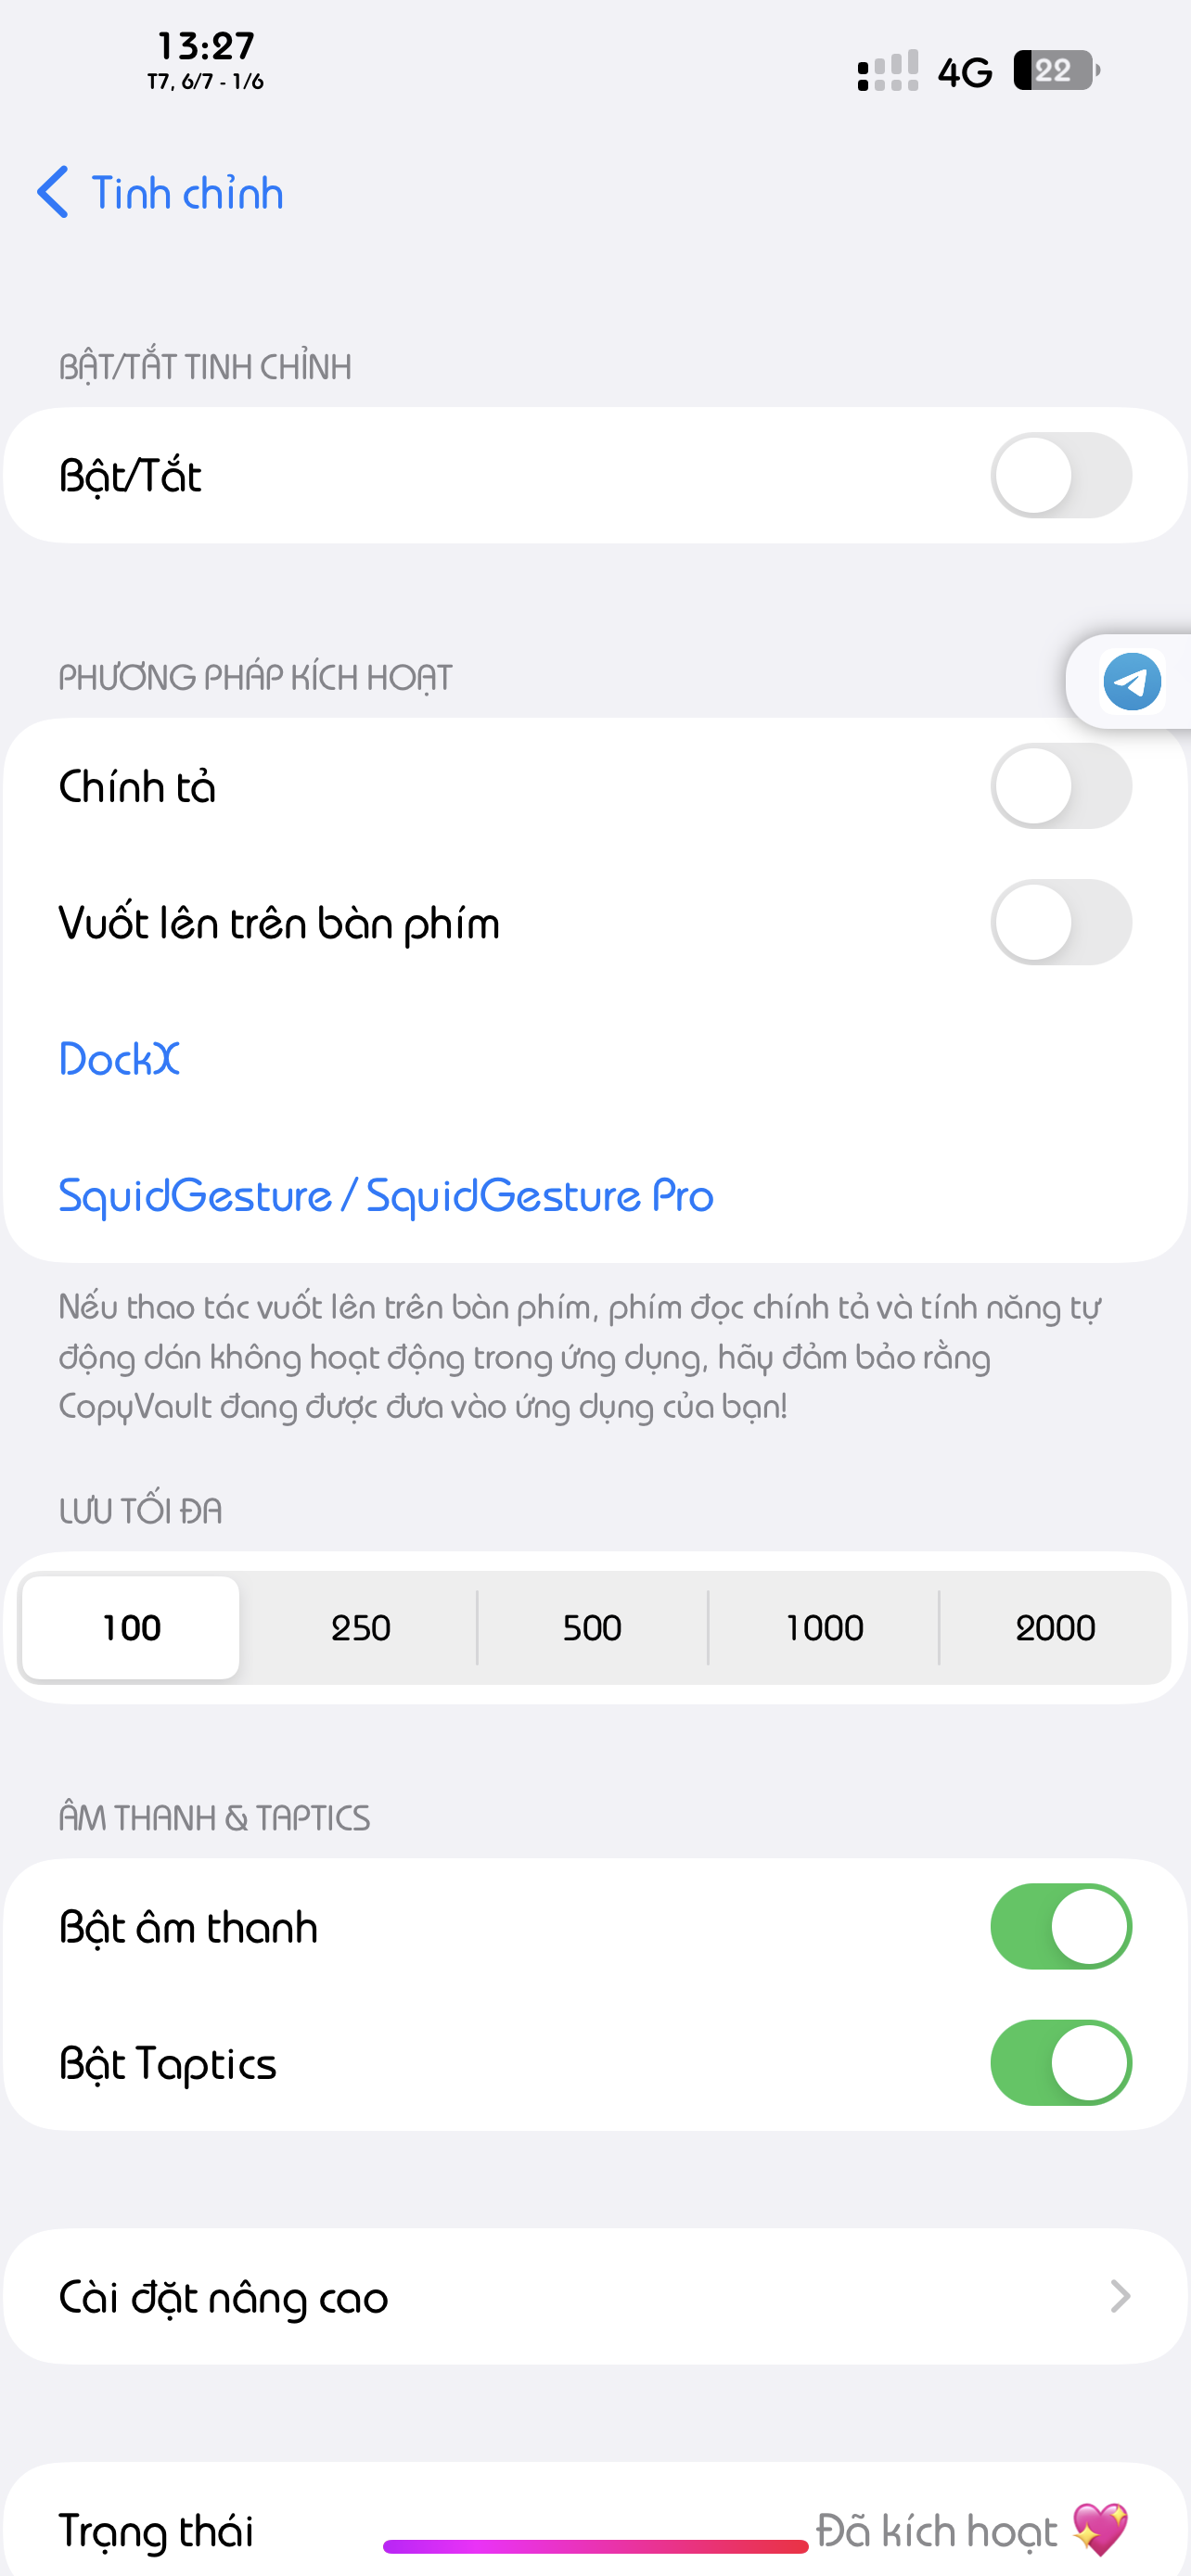 13:27
T7, 6/7 - 1/6
4G
22
Tinh chỉnh
BẬT/TẮT TINH CHỈNH
Bật/Tắt
PHƯƠNG PHÁP KÍCH HOẠT
Chính tả
Vuốt lên trên bàn phím
DockX
SquidGesture / SquidGesture Pro
Nếu thao tác vuốt lên trên bàn phím, phím đọc chính tả và tính năng tự
động dán không hoạt động trong ứng dụng, hãy đảm bảo rằng
CopyVault đang được đưa vào ứng dụng của bạn!
LƯU TỐI ĐA
100 250 500 1000 2000
ÂM THANH & TAPTICS
Bật âm thanh
Bật Taptics
Cài đặt nâng cao
Trạng thái Đã kích hoạt 💖